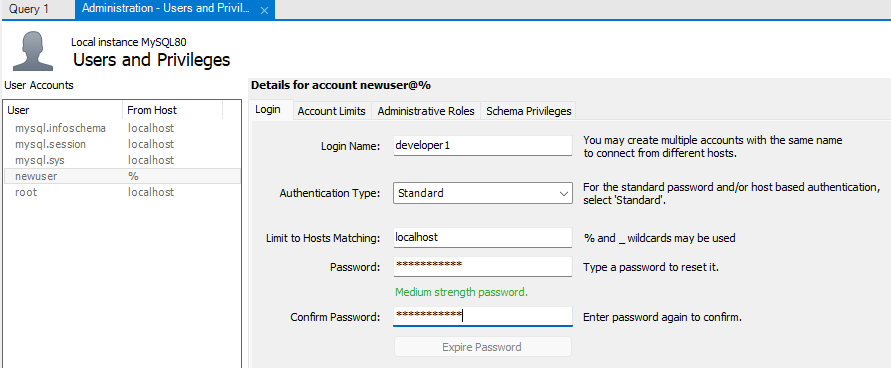 Query 1
Administration - Users and Privil...
Local instance MySQL80
Users and Privileges
User Accounts
User From Host
mysql.infoschema localhost
mysql.session localhost
mysql.sys localhost
newuser %
root localhost
Details for account newuser@%
Login Account Limits Administrative Roles Schema Privileges
Login Name: developer1 You may create multiple accounts with the same name
to connect from different hosts.
Authentication Type: Standard For the standard password and/or host based authentication,
select 'Standard'.
Limit to Hosts Matching: localhost % and _ wildcards may be used
Password: *********** Type a password to reset it.
Medium strength password.
Confirm Password: *********** Enter password again to confirm.
Expire Password